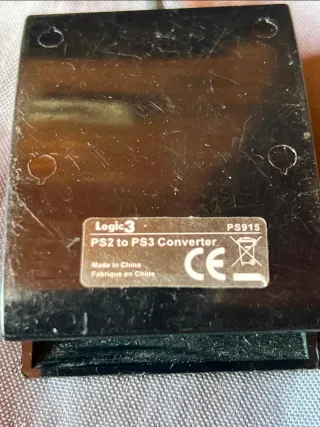 Logic3 PS915
PS2 to PS3 Converter
Made in China
Fabriqué en Chine
CE